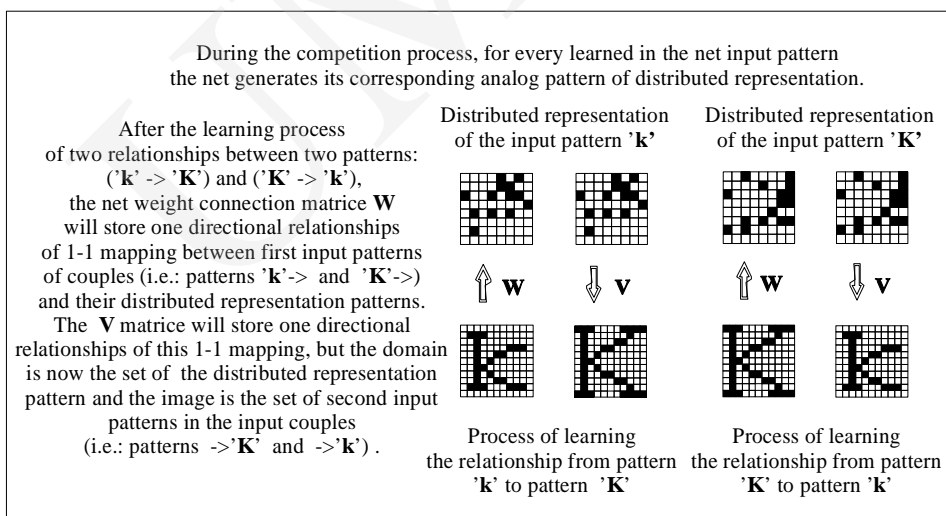 During the competition process, for every learned in the net input pattern
the net generates its corresponding analog pattern of distributed representation.
After the learning process
of two relationships between two patterns:
('k' -> 'K') and ('K' -> 'k'),
the net weight connection matrice W
will store one directional relationships
of 1-1 mapping between first input patterns
of couples (i.e.: patterns 'k'-> and 'K'->)
and their distributed representation patterns.
The V matrice will store one directional
relationships of this 1-1 mapping, but the domain
is now the set of the distributed representation
pattern and the image is the set of second input
patterns in the input couples
(i.e.: patterns ->'K' and ->'k') .
Distributed representation
of the input pattern 'k'
W
V
Process of learning
the relationship from pattern
'k' to pattern 'K'
Distributed representation
of the input pattern 'K'
W
V
Process of learning
the relationship from pattern
'K' to pattern 'k'